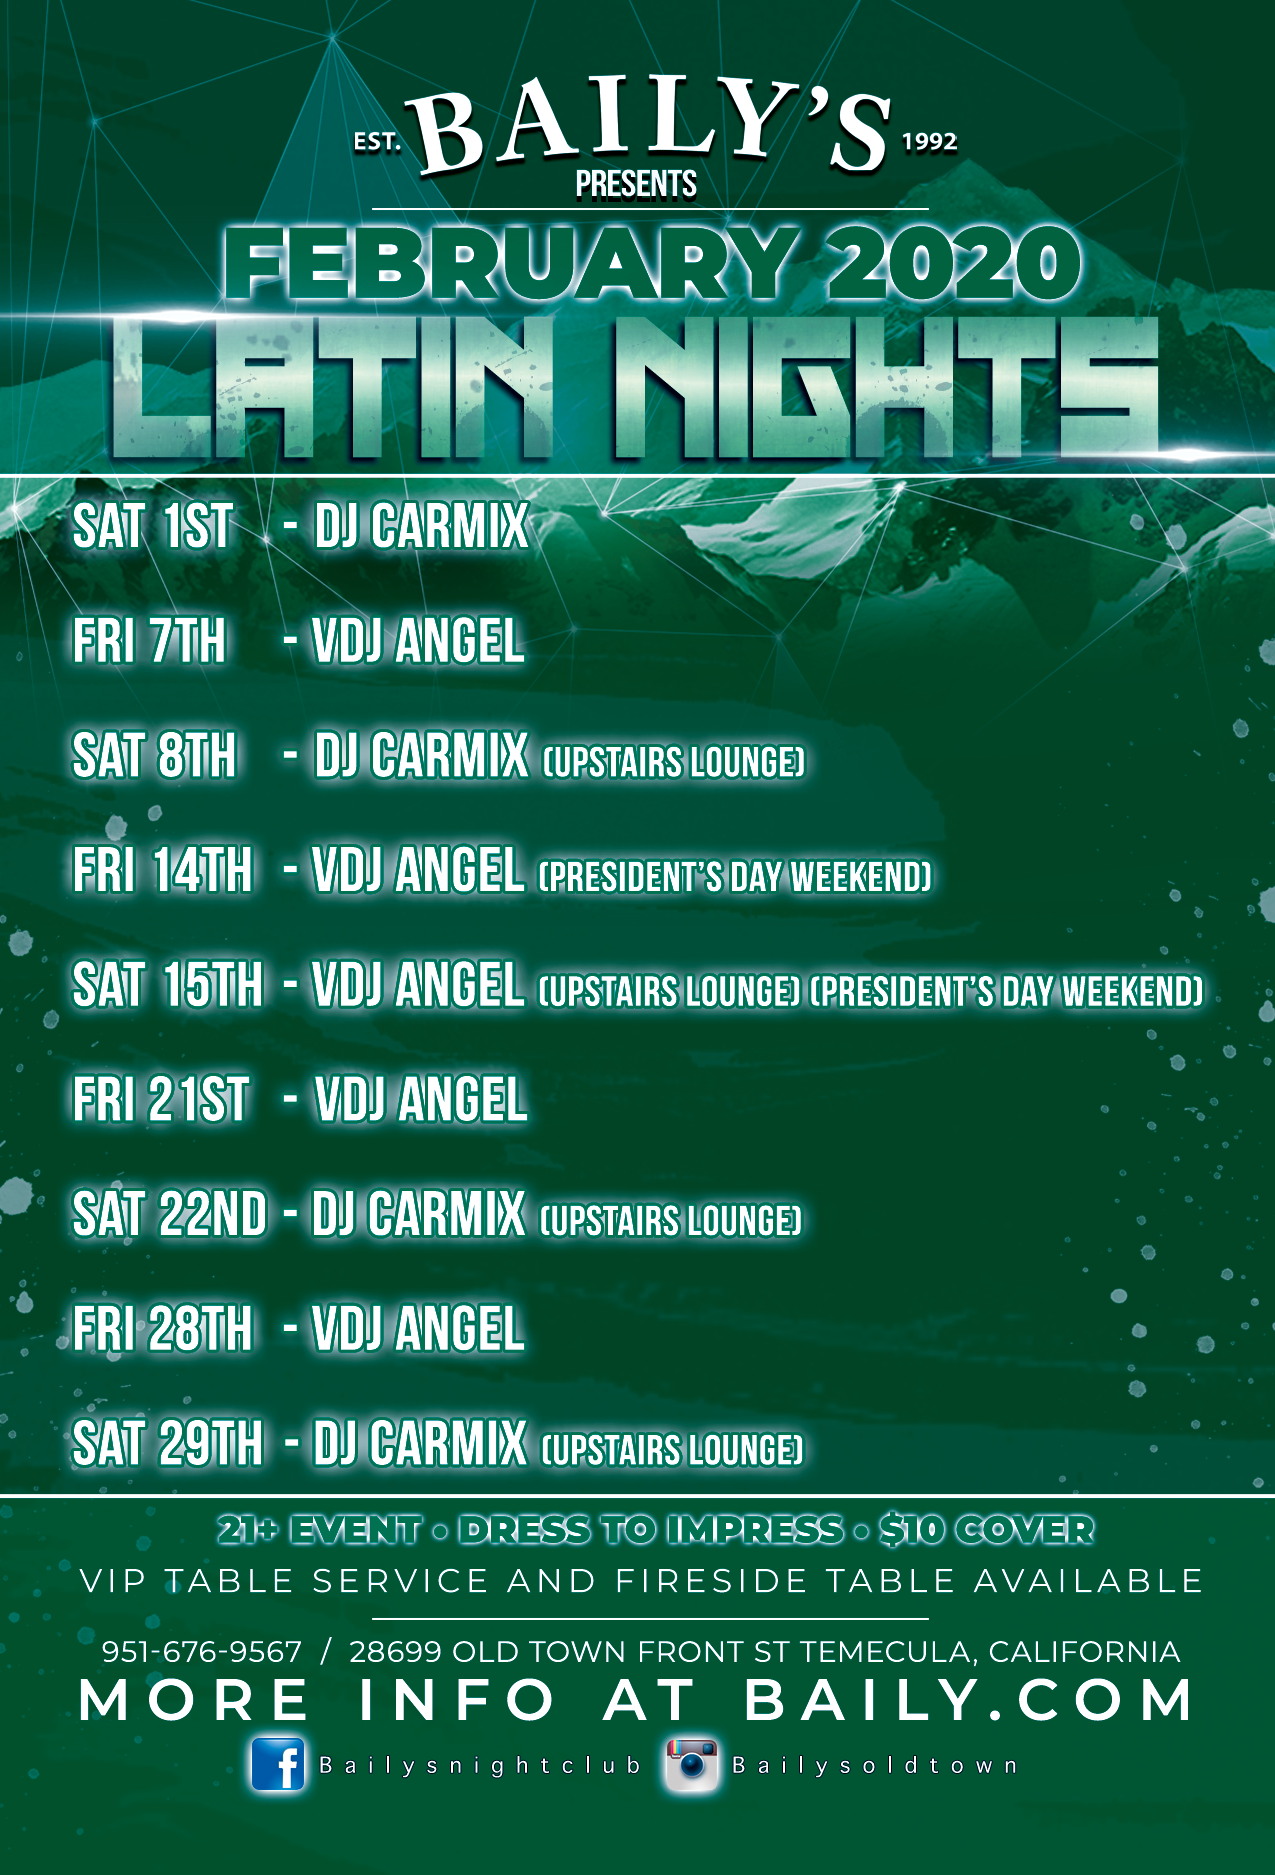 EST. BAILY'S 1992
PRESENTS
FEBRUARY 2020
LATIN NIGHTS
SAT 1ST - DJ CARMIX
FRI 7TH - VDJ ANGEL
SAT 8TH - DJ CARMIX (UPSTAIRS LOUNGE)
FRI 14TH - VDJ ANGEL (PRESIDENT'S DAY WEEKEND)
SAT 15TH - VDJ ANGEL (UPSTAIRS LOUNGE) (PRESIDENT'S DAY WEEKEND)
FRI 21ST - VDJ ANGEL
SAT 22ND - DJ CARMIX (UPSTAIRS LOUNGE)
FRI 28TH - VDJ ANGEL
SAT 29TH - DJ CARMIX (UPSTAIRS LOUNGE)
21+ EVENT • DRESS TO IMPRESS • $10 COVER
VIP TABLE SERVICE AND FIRESIDE TABLE AVAILABLE
951-676-9567 / 28699 OLD TOWN FRONT ST TEMECULA, CALIFORNIA
MORE INFO AT BAILY.COM
f Bailysnightclub Bailysoldtown